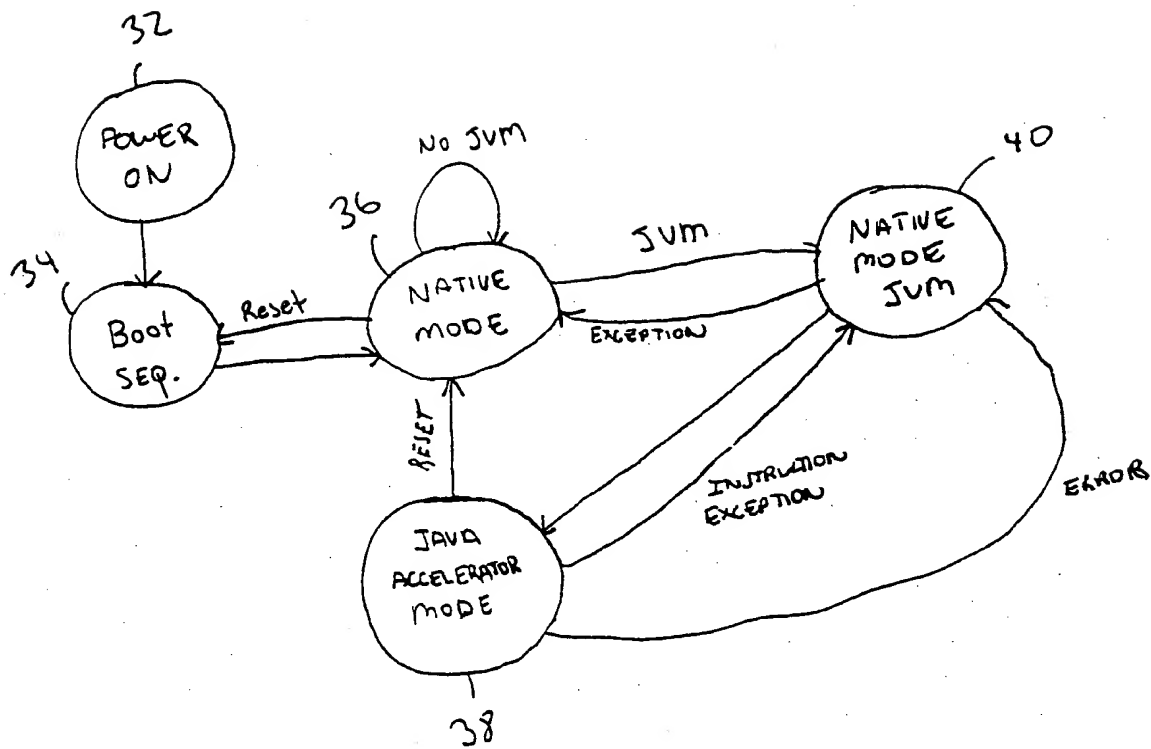 32
POWER
ON
NO JVM
40
36
NATIVE
MODE
JVM
JVM
34
NATIVE
MODE
Reset
Boot
SEQ.
EXCEPTION
RESET
INSTRUCTION
EXCEPTION
ERROR
JAVA
ACCELERATOR
MODE
38